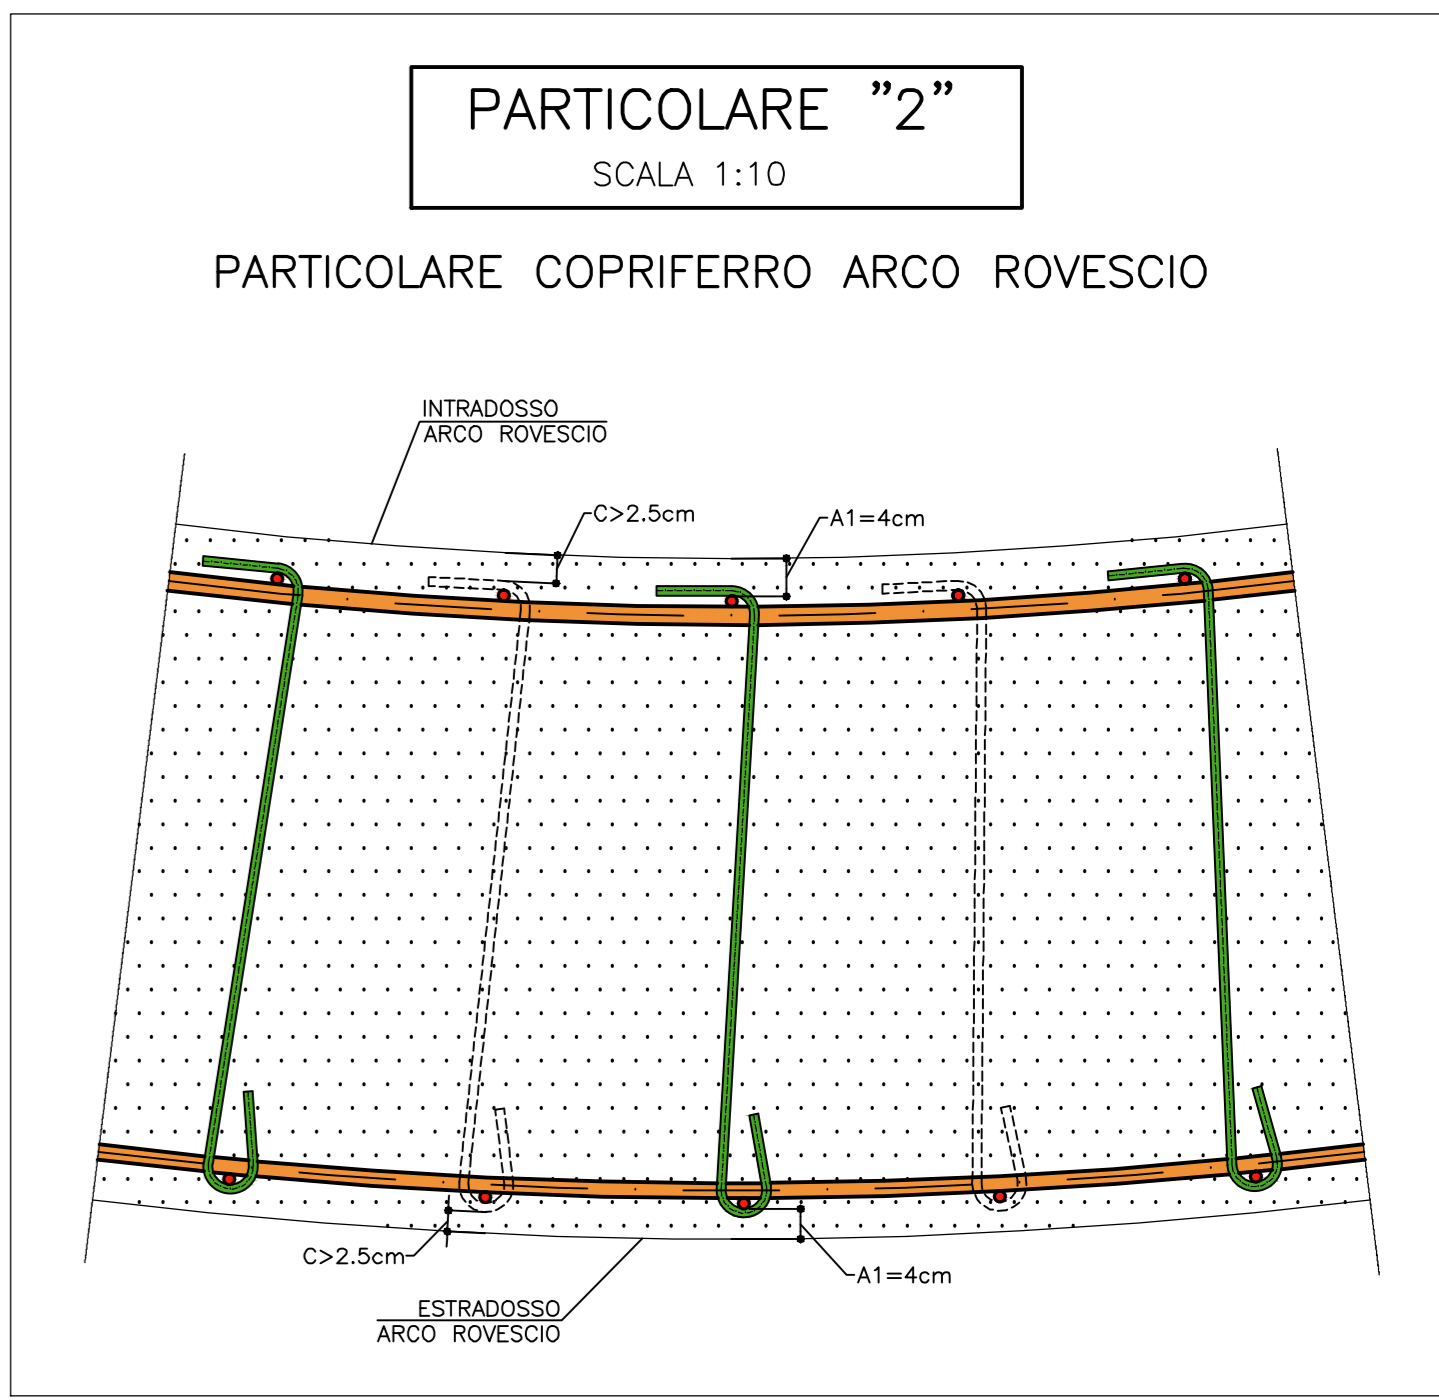 PARTICOLARE "2"
SCALA 1:10
PARTICOLARE COPRIFERRO ARCO ROVESCIO
INTRADOSSO
ARCO ROVESCIO
C>2.5cm
A1=4cm
C>2.5cm
A1=4cm
ESTRADOSSO
ARCO ROVESCIO